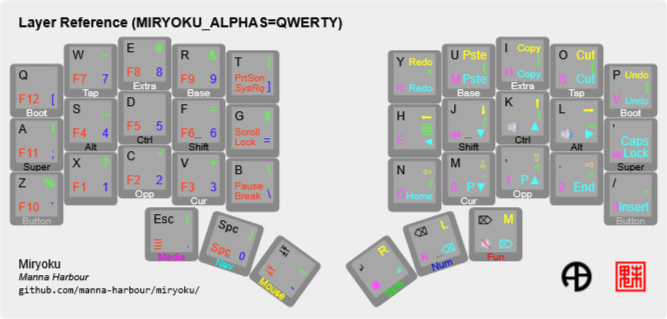 Layer Reference (MIRYOKU_ALPHAS=QWERTY)
Q
F12 [
Boot
W ~
F7 7
Tap
E #
F8 8
Extra
R &
F9 9
Base
T
PrtScn
SysRq ]
Y Redo
Redo
U Pste
Pste
Base
I Copy
Copy
Extra
O Cut
Cut
Tap
P Undo
Undo
Boot
A !
F11 ;
Super
S
F4 4
Alt
D
F5 5
Ctrl
F =
F6 6
Shift
G $
Scroll
Lock =
H
@
J
Shift
K
Ctrl
L
Alt
' Caps
Lock
Super
Z %
F10 `
Button
X ?
F1 1
C
F2 2
Opp
V
F3 3
Cur
B
Pause
Break \
N
Home
M
0 P▼
Cur
,
P▲
Opp
.
2 End
/
Insert
Button
Esc (
.
Media
Spc
Spc 0
Nav
-
Mouse
R
L
Num
M
Fun
Miryoku
Manna Harbour
github.com/manna-harbour/miryoku/
魅